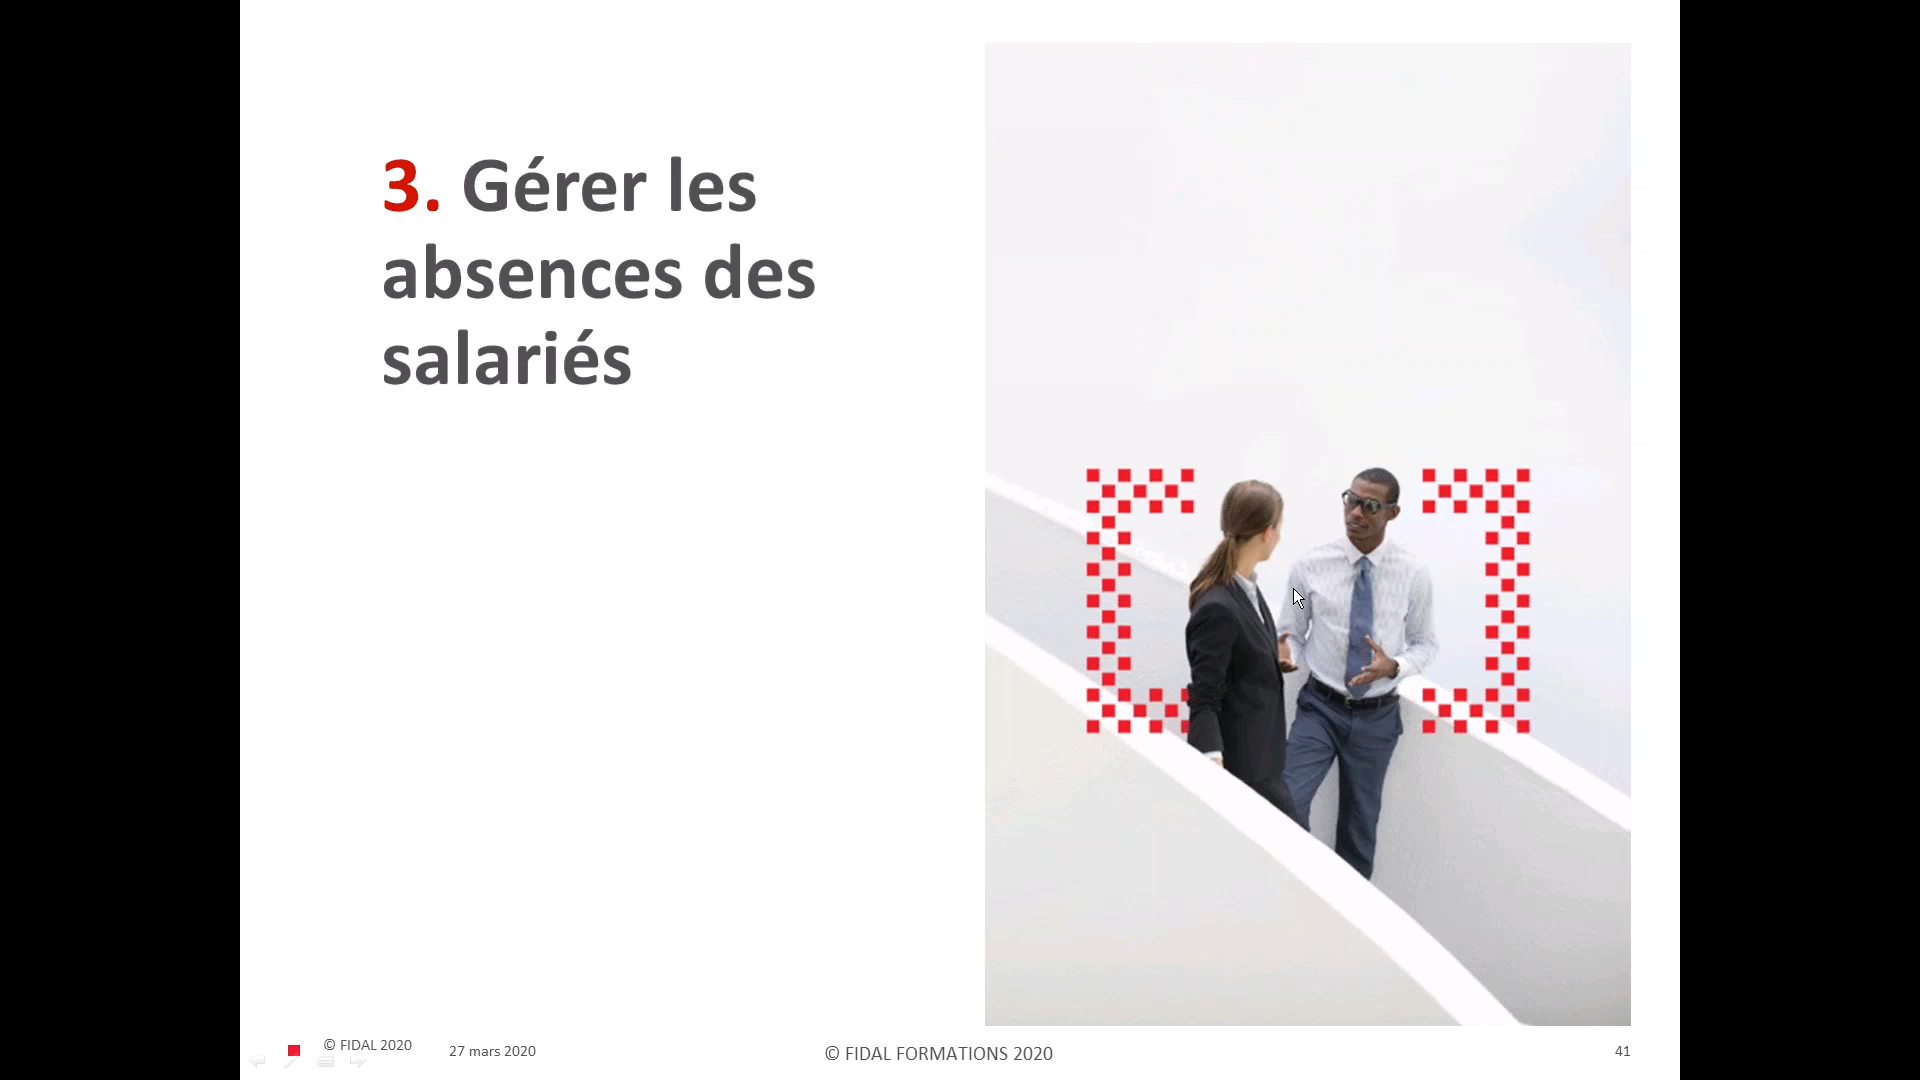 3. Gérer les
absences des
salariés
© FIDAL 2020
27 mars 2020
© FIDAL FORMATIONS 2020
41